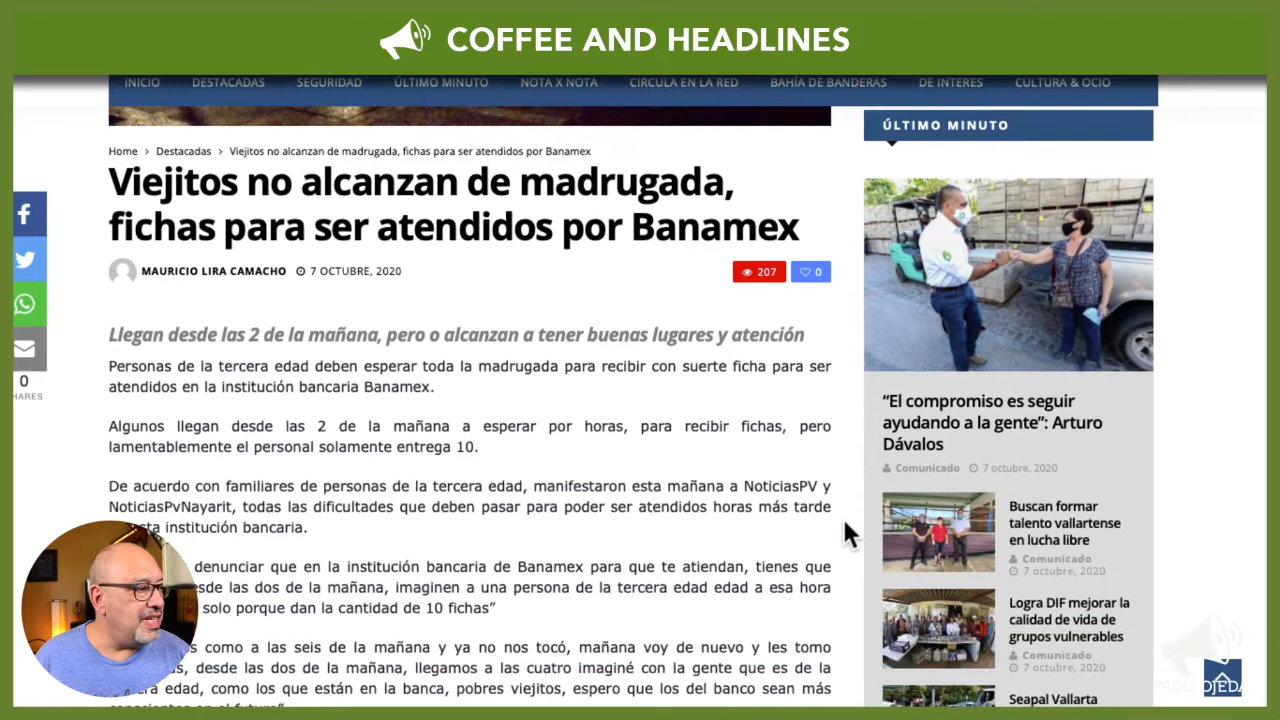 COFFEE AND HEADLINES
INICIO DESTACADAS SEGURIDAD ÚLTIMO MINUTO NOTA X NOTA CIRCULA EN LA RED BAHÍA DE BANDERAS DE INTERES CULTURA & OCIO
Home > Destacadas > Viejitos no alcanzan de madrugada, fichas para ser atendidos por Banamex
Viejitos no alcanzan de madrugada,
fichas para ser atendidos por Banamex
MAURICIO LIRA CAMACHO 7 OCTUBRE, 2020
207 0
Llegan desde las 2 de la mañana, pero o alcanzan a tener buenas lugares y atención
Personas de la tercera edad deben esperar toda la madrugada para recibir con suerte ficha para ser
atendidos en la institución bancaria Banamex.
Algunos llegan desde las 2 de la mañana a esperar por horas, para recibir fichas, pero
lamentablemente el personal solamente entrega 10.
De acuerdo con familiares de personas de la tercera edad, manifestaron esta mañana a NoticiasPV y
NoticiasPvNayarit, todas las dificultades que deben pasar para poder ser atendidos horas más tarde
institución bancaria.
denunciar que en la institución bancaria de Banamex para que te atiendan, tienes que
desde las dos de la mañana, imaginen a una persona de la tercera edad edad a esa hora
solo porque dan la cantidad de 10 fichas”
como a las seis de la mañana y ya no nos tocó, mañana voy de nuevo y les tomo
desde las dos de la mañana, llegamos a las cuatro imaginé con la gente que es de la
edad, como los que están en la banca, pobres viejitos, espero que los del banco sean más
0
HARES
ÚLTIMO MINUTO
“El compromiso es seguir
ayudando a la gente”: Arturo
Dávalos
Comunicado 7 octubre, 2020
Buscan formar
talento vallartense
en lucha libre
Comunicado
7 octubre, 2020
Logra DIF mejorar la
calidad de vida de
grupos vulnerables
Comunicado
7 octubre, 2020
Seapal Vallarta
PACO OJEDA